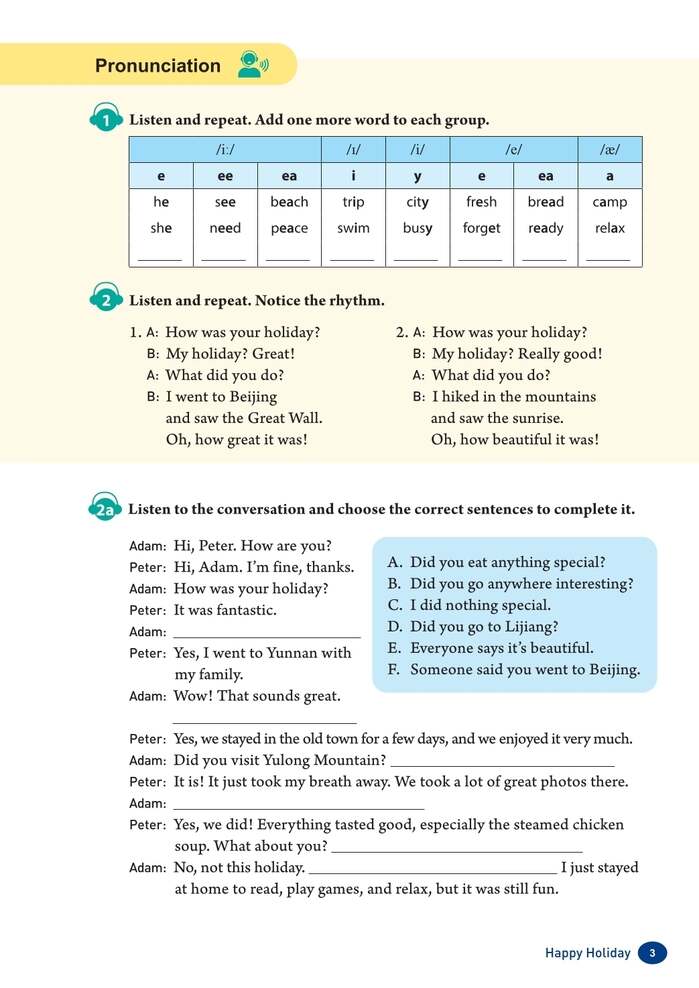 Pronunciation
1 Listen and repeat. Add one more word to each group.
/iː/ /ɪ/ /i/ /e/ /æ/
e ee ea i y e ea a
he see beach trip city fresh bread camp
she need peace swim busy forget ready relax
2 Listen and repeat. Notice the rhythm.
1. A: How was your holiday?
B: My holiday? Great!
A: What did you do?
B: I went to Beijing
and saw the Great Wall.
Oh, how great it was!
2. A: How was your holiday?
B: My holiday? Really good!
A: What did you do?
B: I hiked in the mountains
and saw the sunrise.
Oh, how beautiful it was!
2a Listen to the conversation and choose the correct sentences to complete it.
Adam: Hi, Peter. How are you?
Peter: Hi, Adam. I'm fine, thanks.
Adam: How was your holiday?
Peter: It was fantastic.
Adam:
Peter: Yes, I went to Yunnan with
my family.
Adam: Wow! That sounds great.
A. Did you eat anything special?
B. Did you go anywhere interesting?
C. I did nothing special.
D. Did you go to Lijiang?
E. Everyone says it's beautiful.
F. Someone said you went to Beijing.
Peter: Yes, we stayed in the old town for a few days, and we enjoyed it very much.
Adam: Did you visit Yulong Mountain?
Peter: It is! It just took my breath away. We took a lot of great photos there.
Adam:
Peter: Yes, we did! Everything tasted good, especially the steamed chicken
soup. What about you?
Adam: No, not this holiday. I just stayed
at home to read, play games, and relax, but it was still fun.
Happy Holiday 3